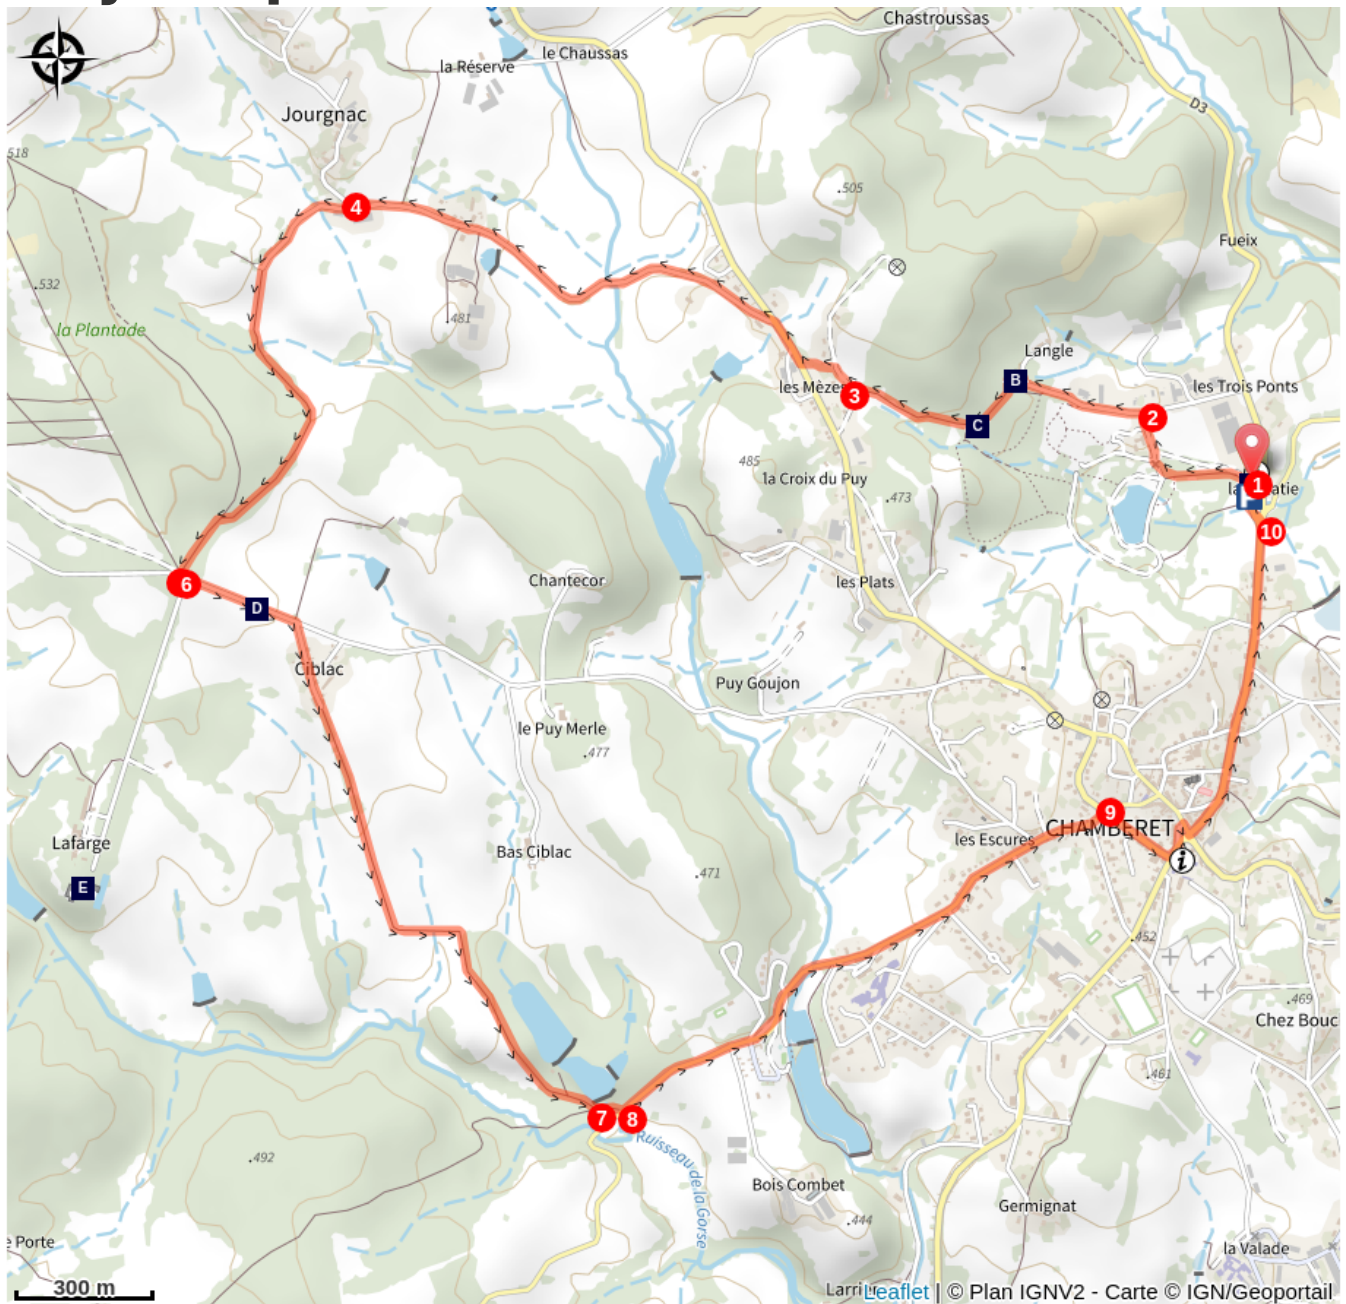 Chastroussas
le Chaussas
la Réserve
Jourgnac
D3
518
4
.505
Fueix
.532
la Plantade
.481
Langle
B
les Trois Ponts
les Mèzes
3
2
C
485
la Croix du Puy
.473
1
10
6
Chantecor
les Plats
D
Ciblac
Puy Goujon
le Puy Merle
.477
9
CHAMBERET
les Escures
Lafarge
Bas Ciblac
i
E
.471
.452
.469
Chez Bouc
.461
7
8
Ruisseau de la Gorse
.492
Bois Combet
Germignat
.444
e Porte
la Valade
300 m
Leaflet | © Plan IGNV2 - Carte © IGN/Geoportail